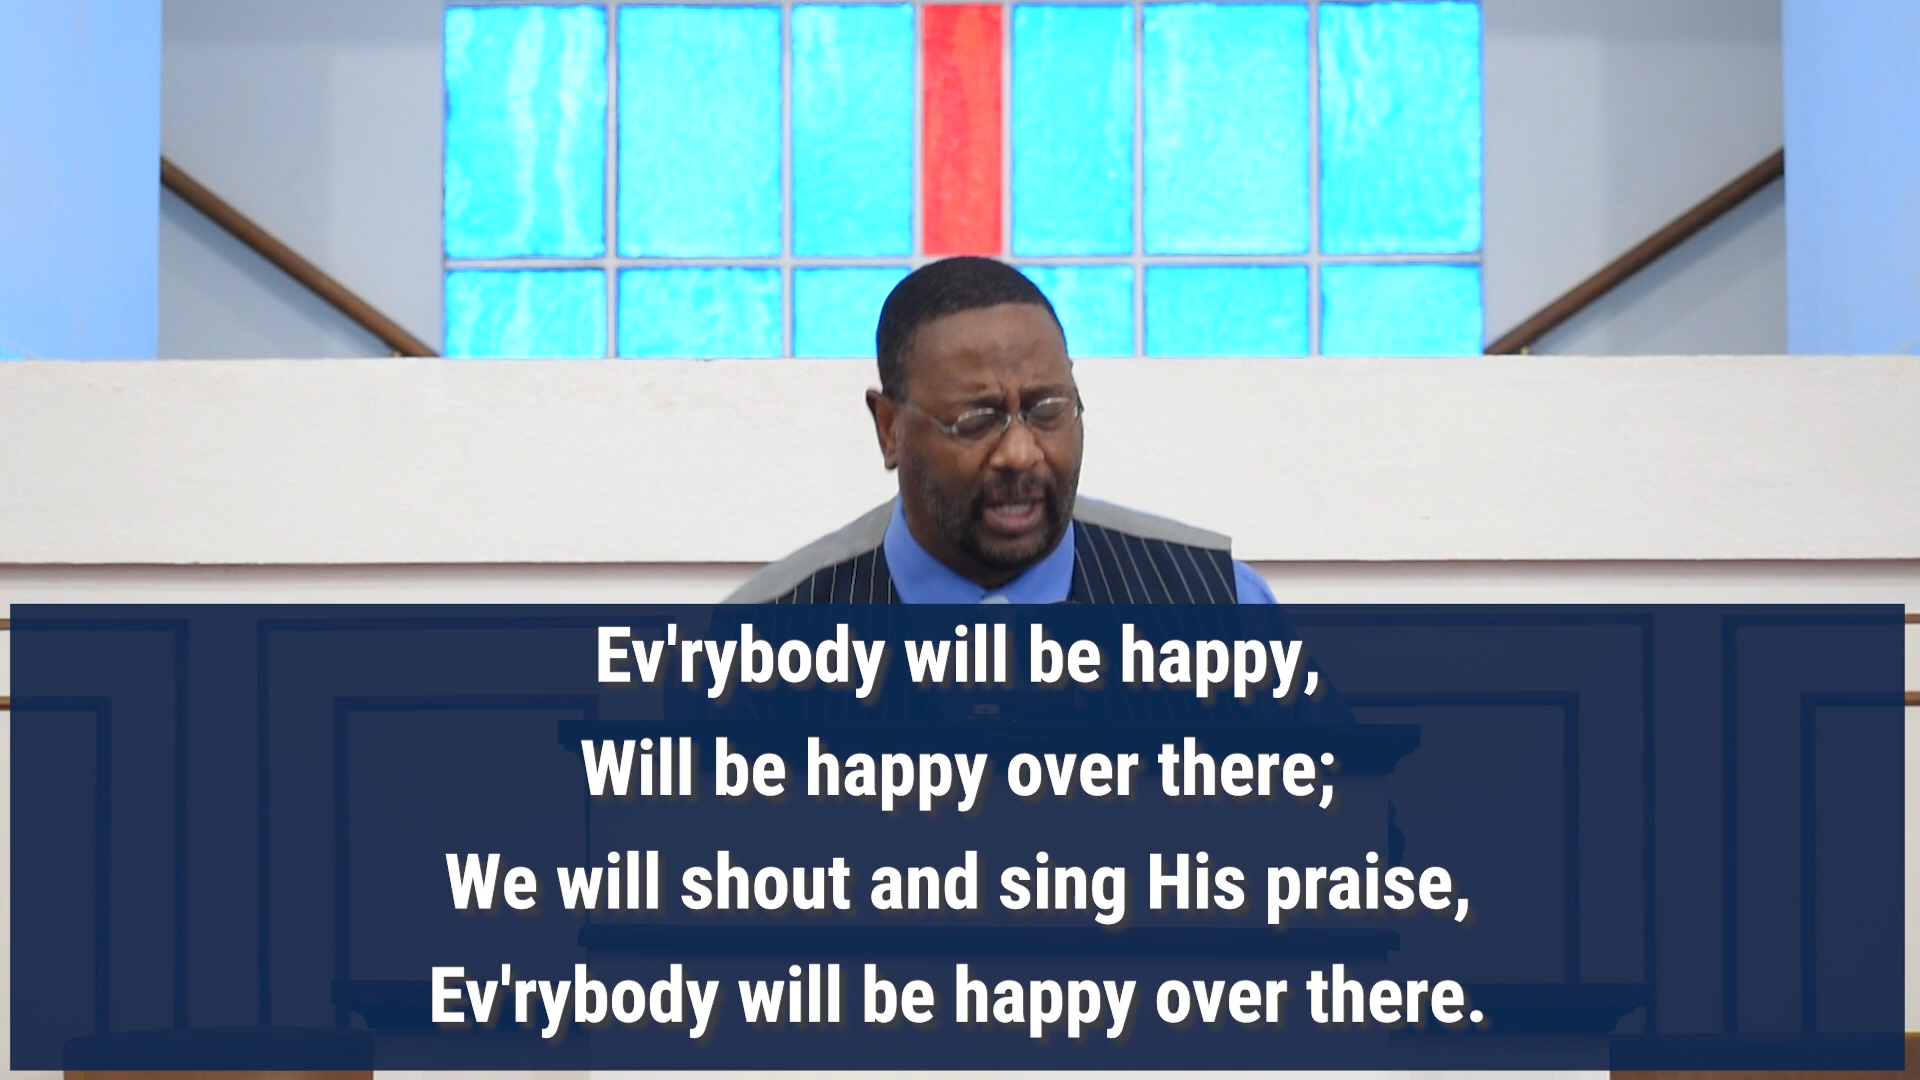 Ev'rybody will be happy,
Will be happy over there;
We will shout and sing His praise,
Ev'rybody will be happy over there.